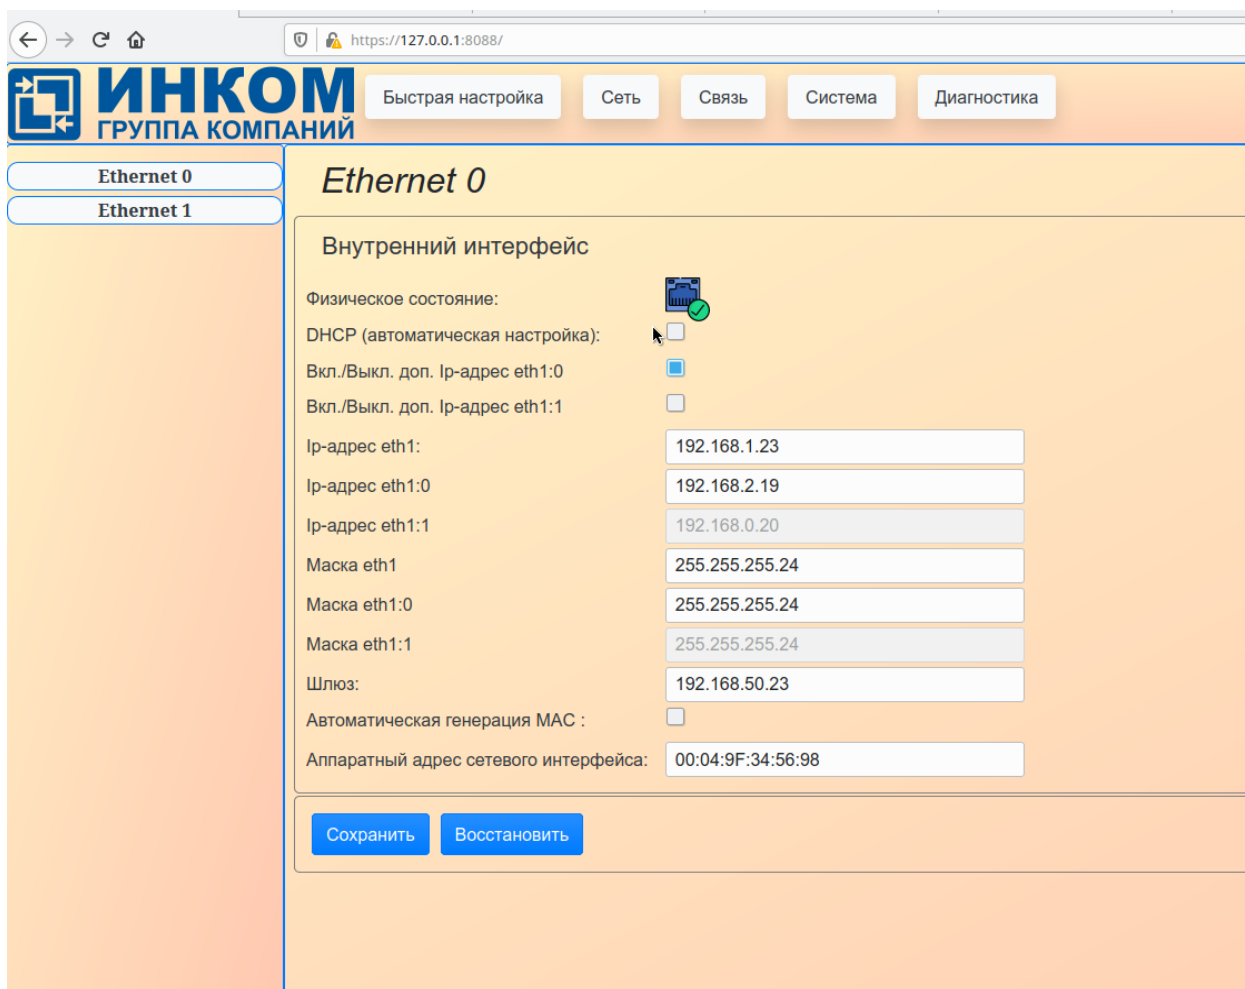 https://127.0.0.1:8088/
ИНКОМ
ГРУППА КОМПАНИЙ
Быстрая настройка
Сеть
Связь
Система
Диагностика
Ethernet 0
Ethernet 1
Ethernet 0
Внутренний интерфейс
Физическое состояние:
DHCP (автоматическая настройка):
Вкл./Выкл. доп. Ip-адрес eth1:0
Вкл./Выкл. доп. Ip-адрес eth1:1
Ip-адрес eth1: 192.168.1.23
Ip-адрес eth1:0 192.168.2.19
Ip-адрес eth1:1 192.168.0.20
Маска eth1 255.255.255.24
Маска eth1:0 255.255.255.24
Маска eth1:1 255.255.255.24
Шлюз: 192.168.50.23
Автоматическая генерация MAC :
Аппаратный адрес сетевого интерфейса: 00:04:9F:34:56:98
Сохранить
Восстановить